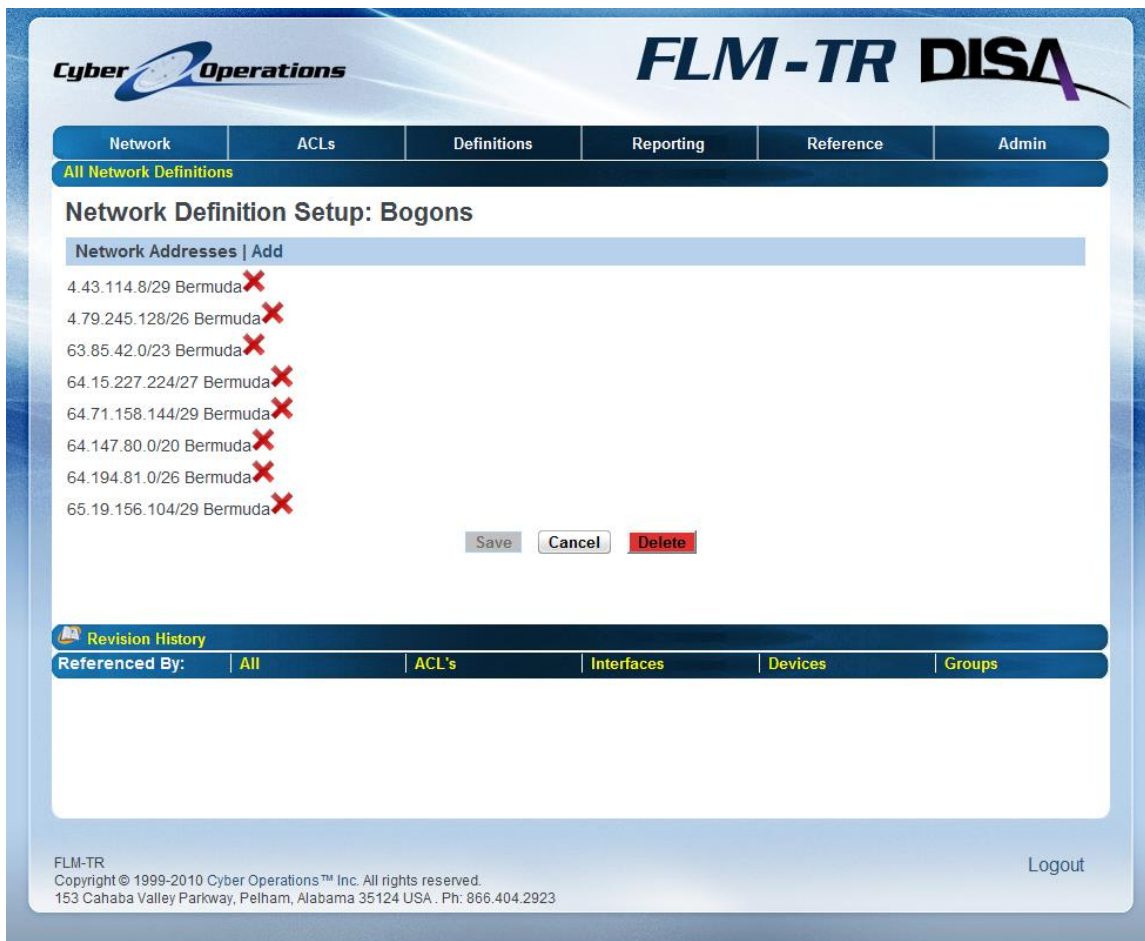 Cyber Operations
FLM-TR DISA
Network ACLs Definitions Reporting Reference Admin
All Network Definitions
Network Definition Setup: Bogons
Network Addresses | Add
4.43.114.8/29 Bermuda
4.79.245.128/26 Bermuda
63.85.42.0/23 Bermuda
64.15.227.224/27 Bermuda
64.71.158.144/29 Bermuda
64.147.80.0/20 Bermuda
64.194.81.0/26 Bermuda
65.19.156.104/29 Bermuda
Save Cancel Delete
Revision History
Referenced By: All ACL's Interfaces Devices Groups
FLM-TR
Logout
Copyright © 1999-2010 Cyber Operations™ Inc. All rights reserved.
153 Cahaba Valley Parkway, Pelham, Alabama 35124 USA . Ph: 866.404.2923